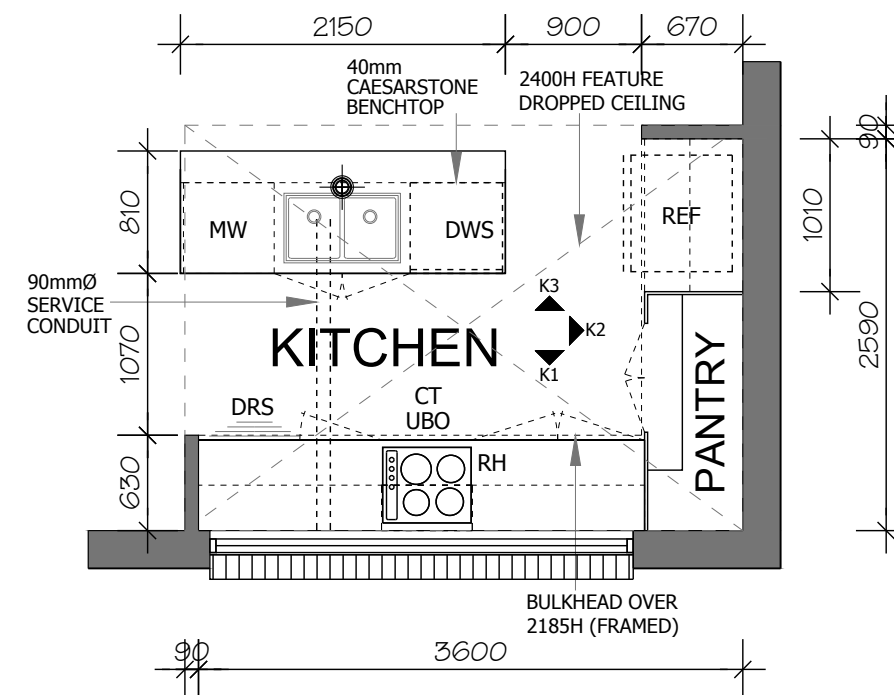 2150
900
670
40mm
CAESARSTONE
BENCHTOP
2400H FEATURE
DROPPED CEILING
90
810
MW
DWS
REF
1010
90mmØ
SERVICE
CONDUIT
K3
K2
K1
1070
KITCHEN
2590
PANTRY
CT
UBO
DRS
RH
630
BULKHEAD OVER
2185H (FRAMED)
90
3600